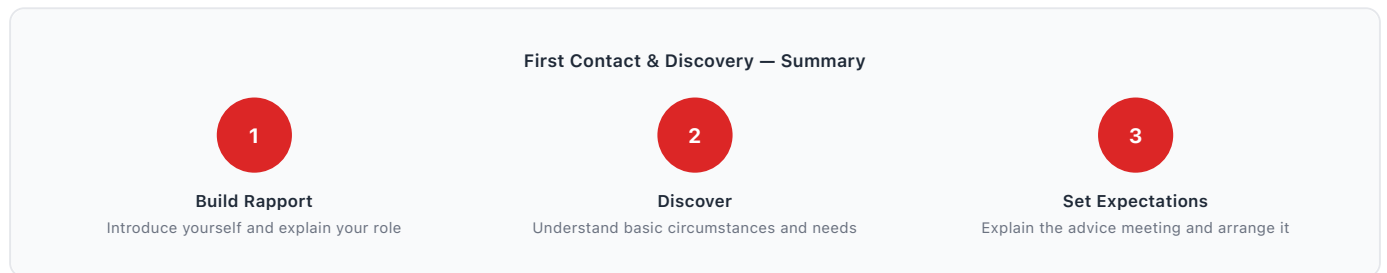 First Contact & Discovery — Summary
1
2
3
Build Rapport
Discover
Set Expectations
Introduce yourself and explain your role
Understand basic circumstances and needs
Explain the advice meeting and arrange it